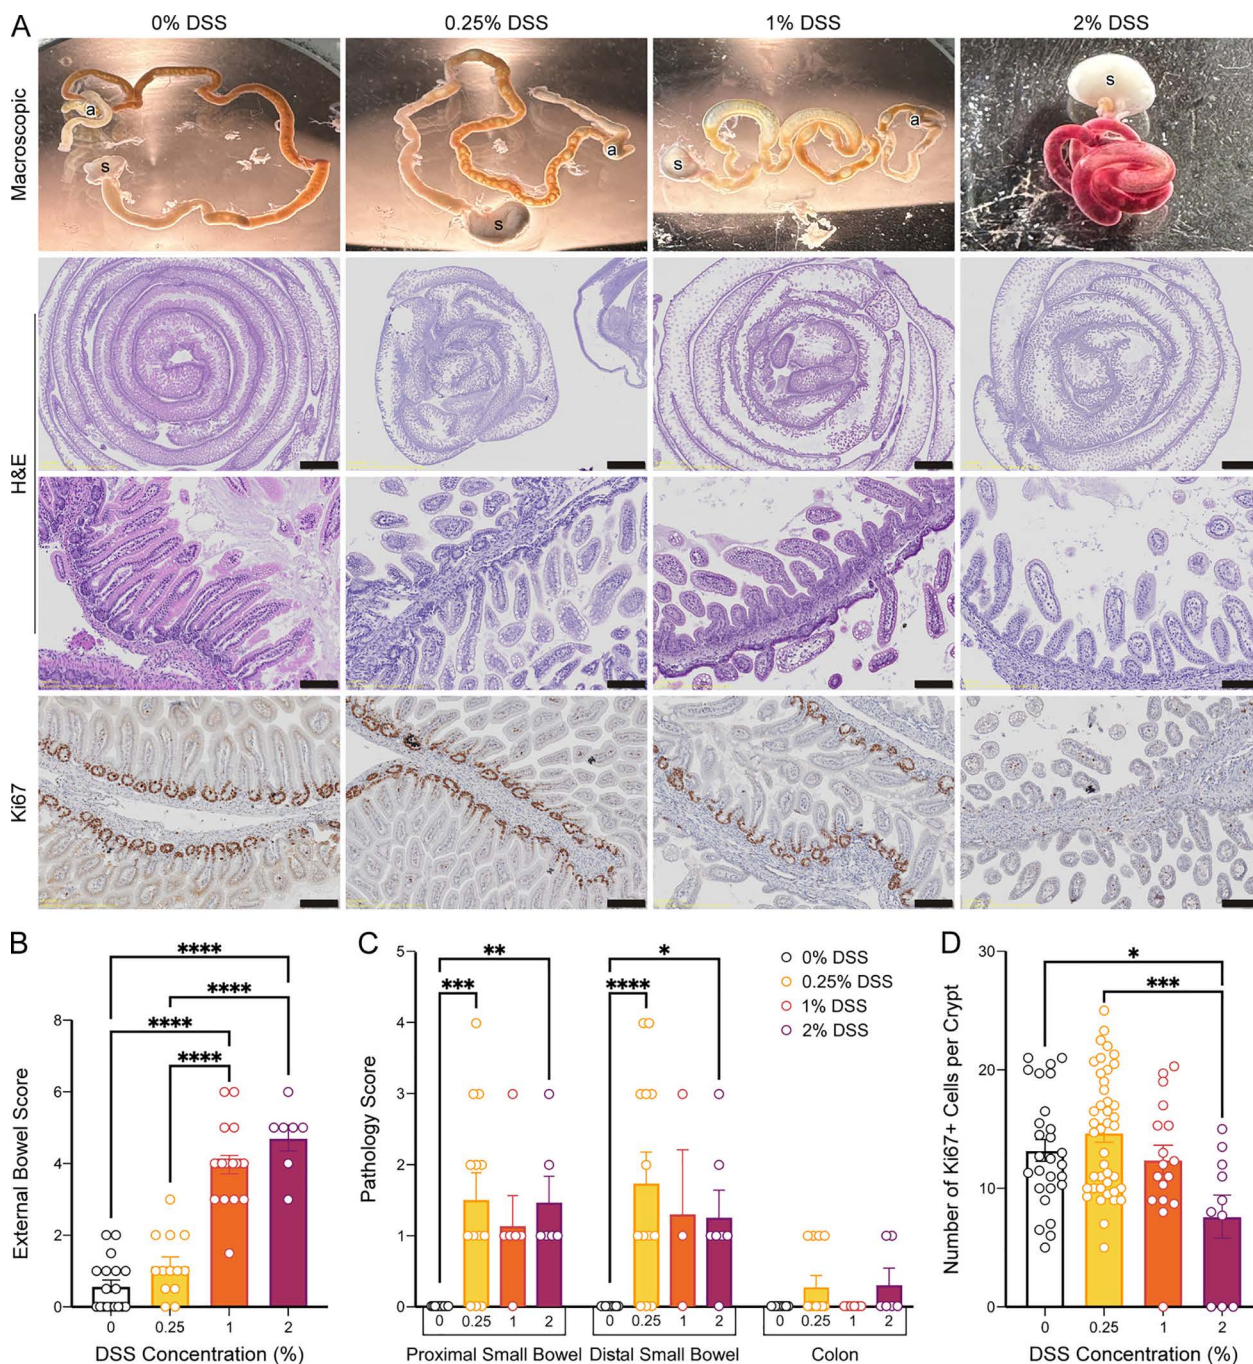 A
0% DSS
0.25% DSS
1% DSS
2% DSS
Macroscopic
a
s
a
s
s
a
s
H&E
Ki67
B
External Bowel Score
8
6
4
2
0
****
****
****
****
0
0.25
1
2
DSS Concentration (%)
C
Pathology Score
5
4
3
2
1
0
**
***
*
****
0% DSS
0.25% DSS
1% DSS
2% DSS
0
0.25
1
2
0
0.25
1
2
0
0.25
1
2
Proximal Small Bowel
Distal Small Bowel
Colon
D
Number of Ki67+ Cells per Crypt
30
20
10
0
*
***
0
0.25
1
2
DSS Concentration (%)